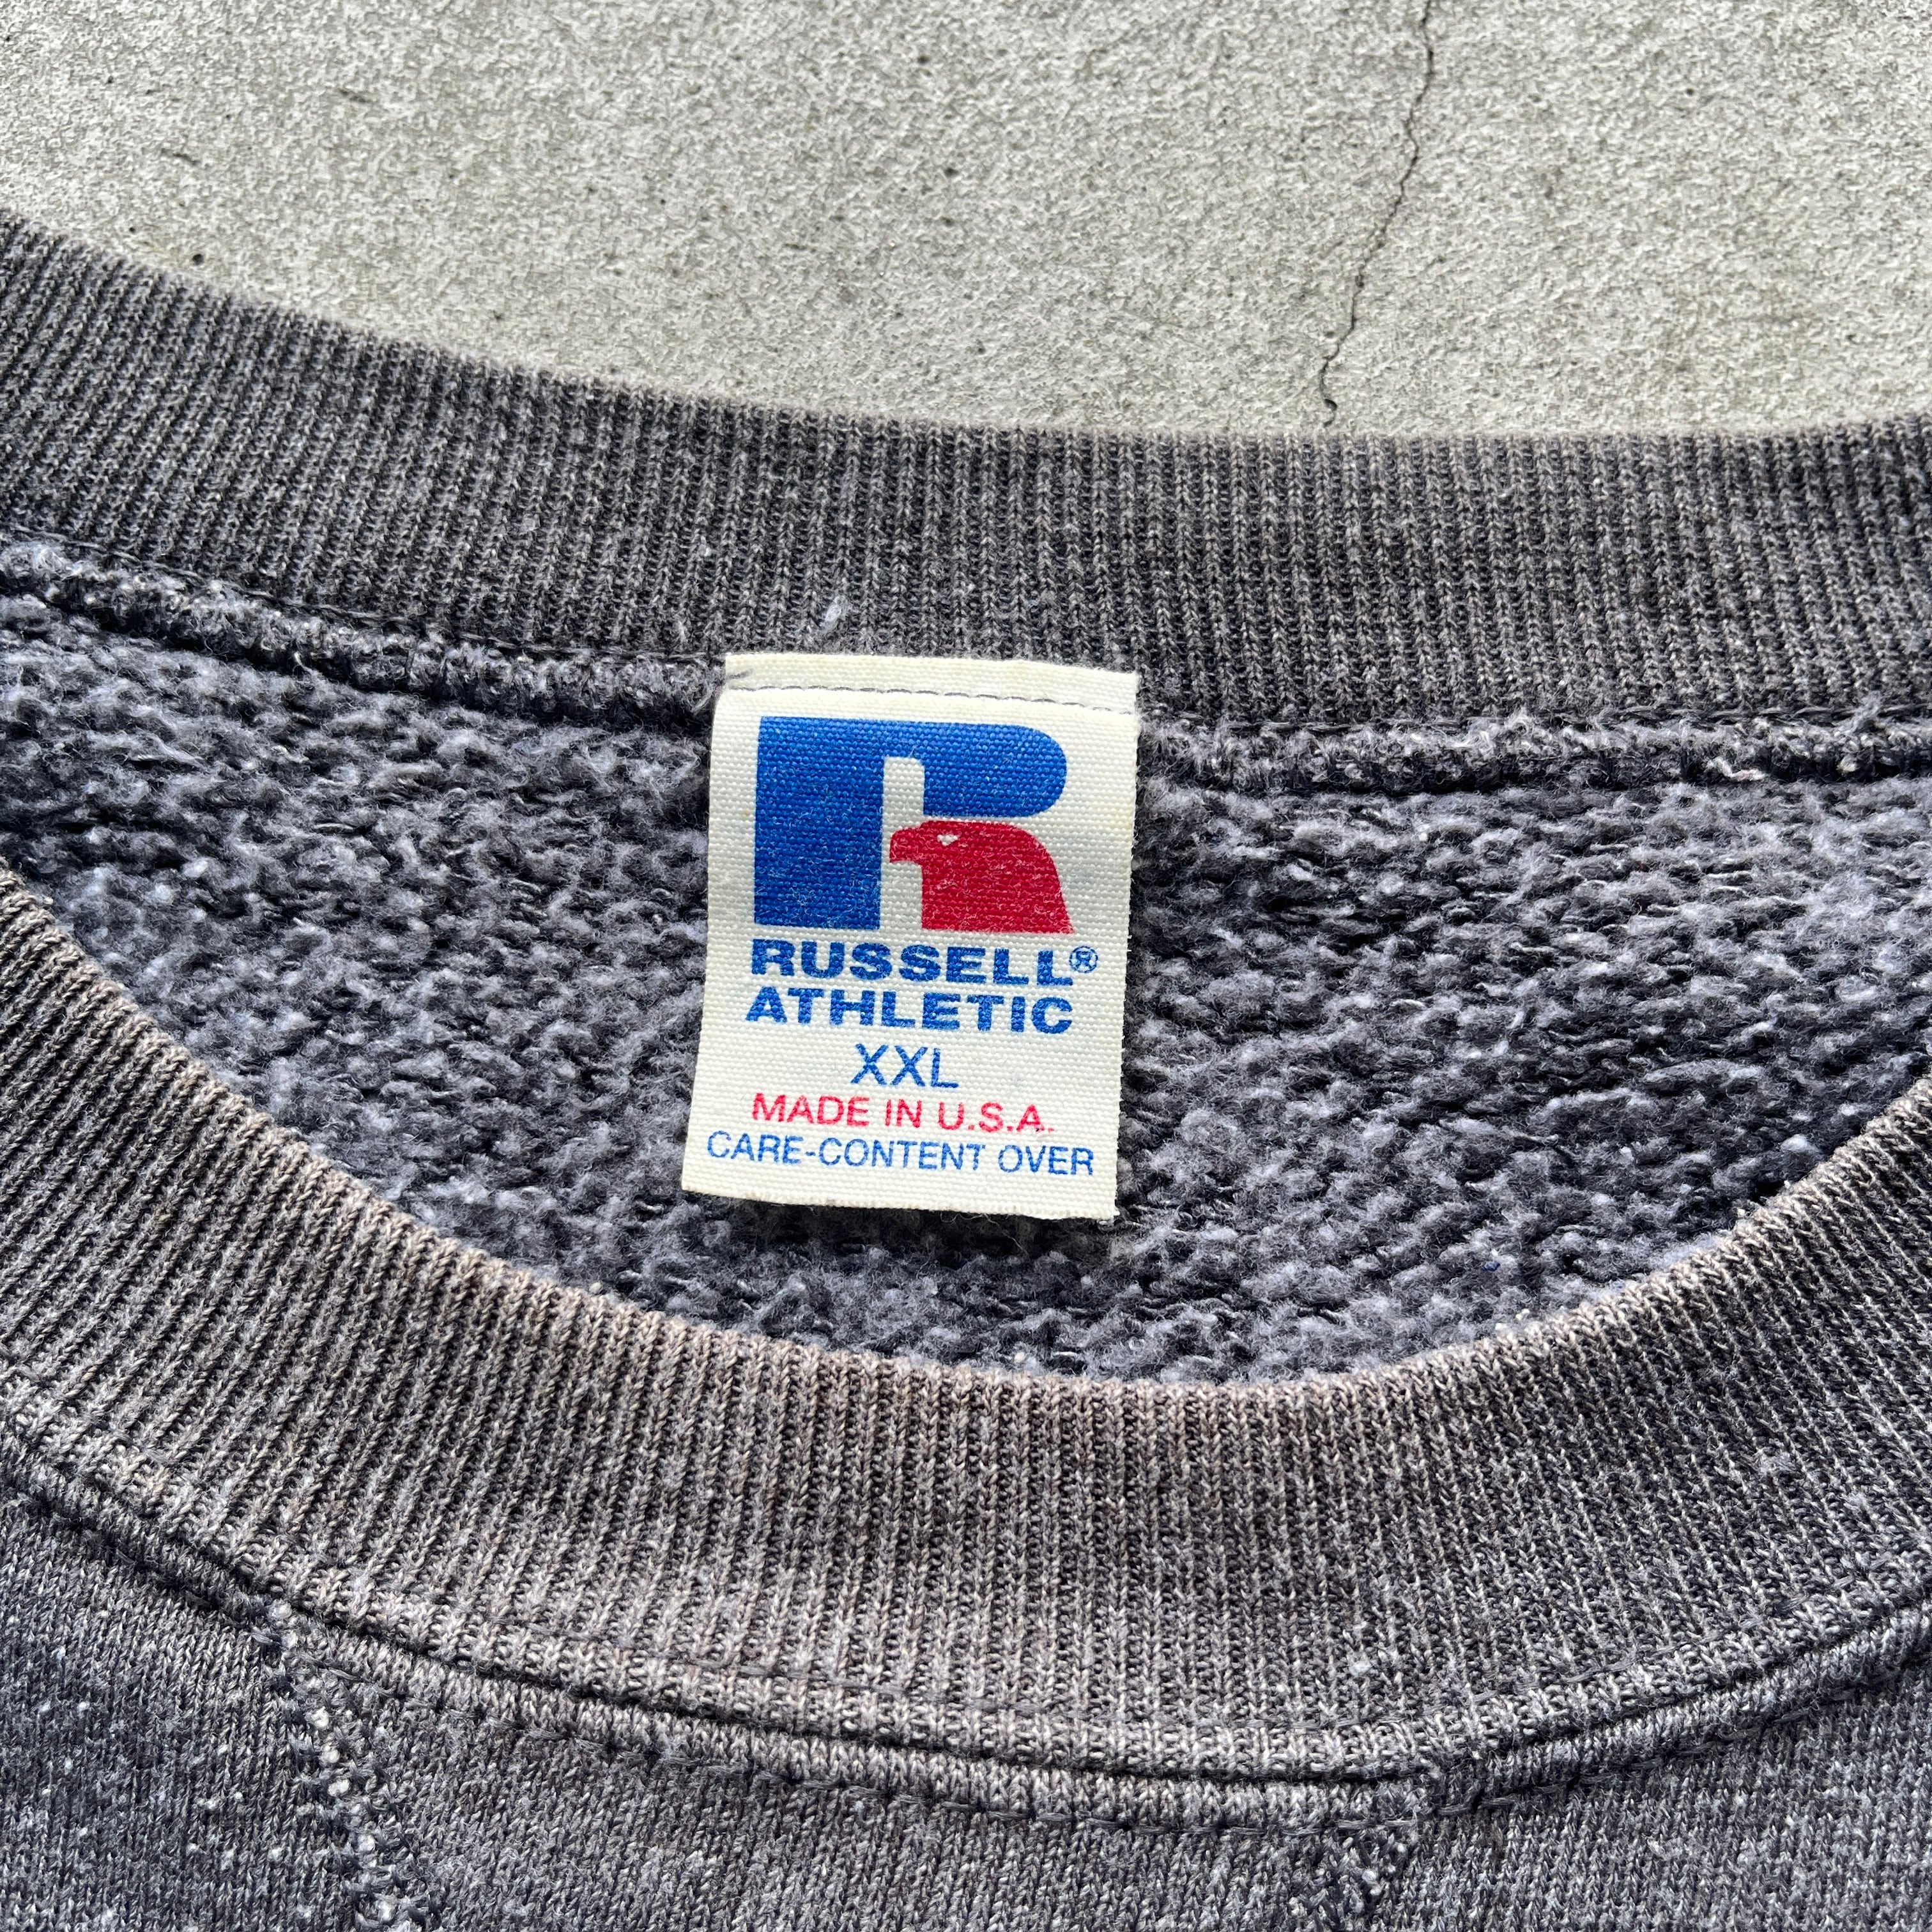 RUSSELL®
ATHLETIC
XXL
MADE IN U.S.A.
CARE-CONTENT OVER